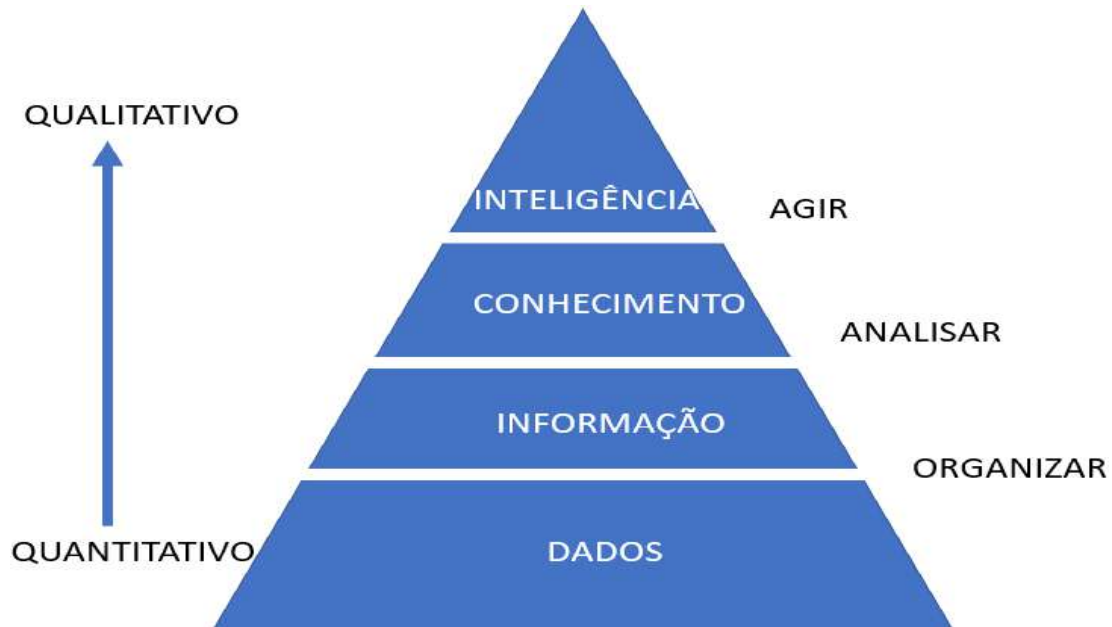 QUALITATIVO
INTELIGÊNCIA
AGIR
CONHECIMENTO
ANALISAR
INFORMAÇÃO
ORGANIZAR
QUANTITATIVO
DADOS